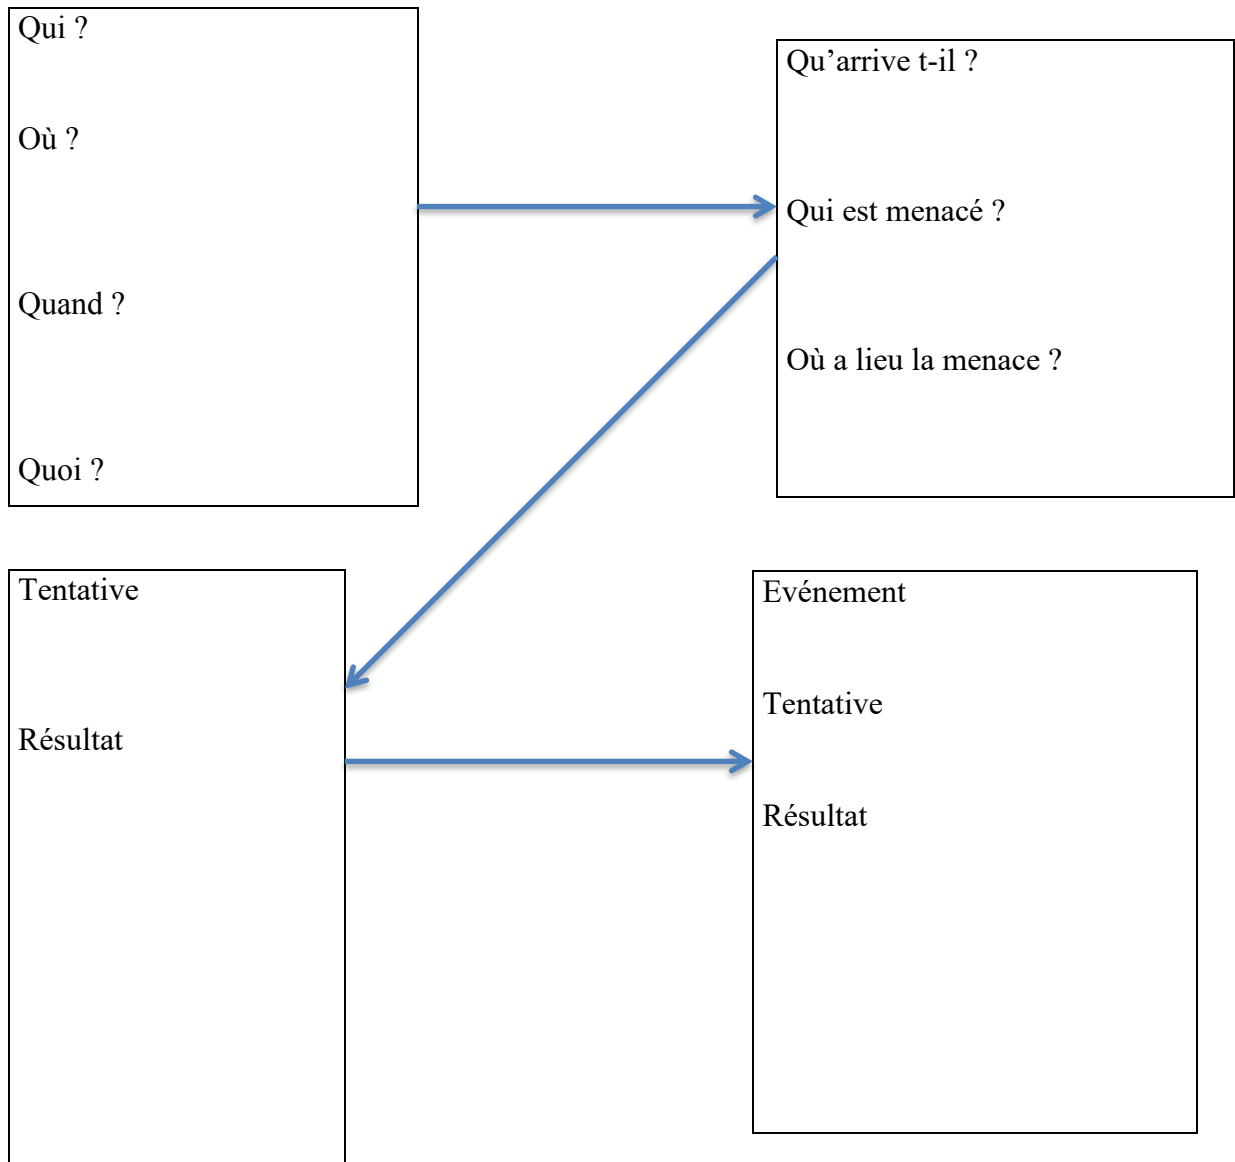 Qui ?
Où ?
Quand ?
Quoi ?
Qu’arrive t-il ?
Qui est menacé ?
Où a lieu la menace ?
Tentative
Résultat
Evénement
Tentative
Résultat